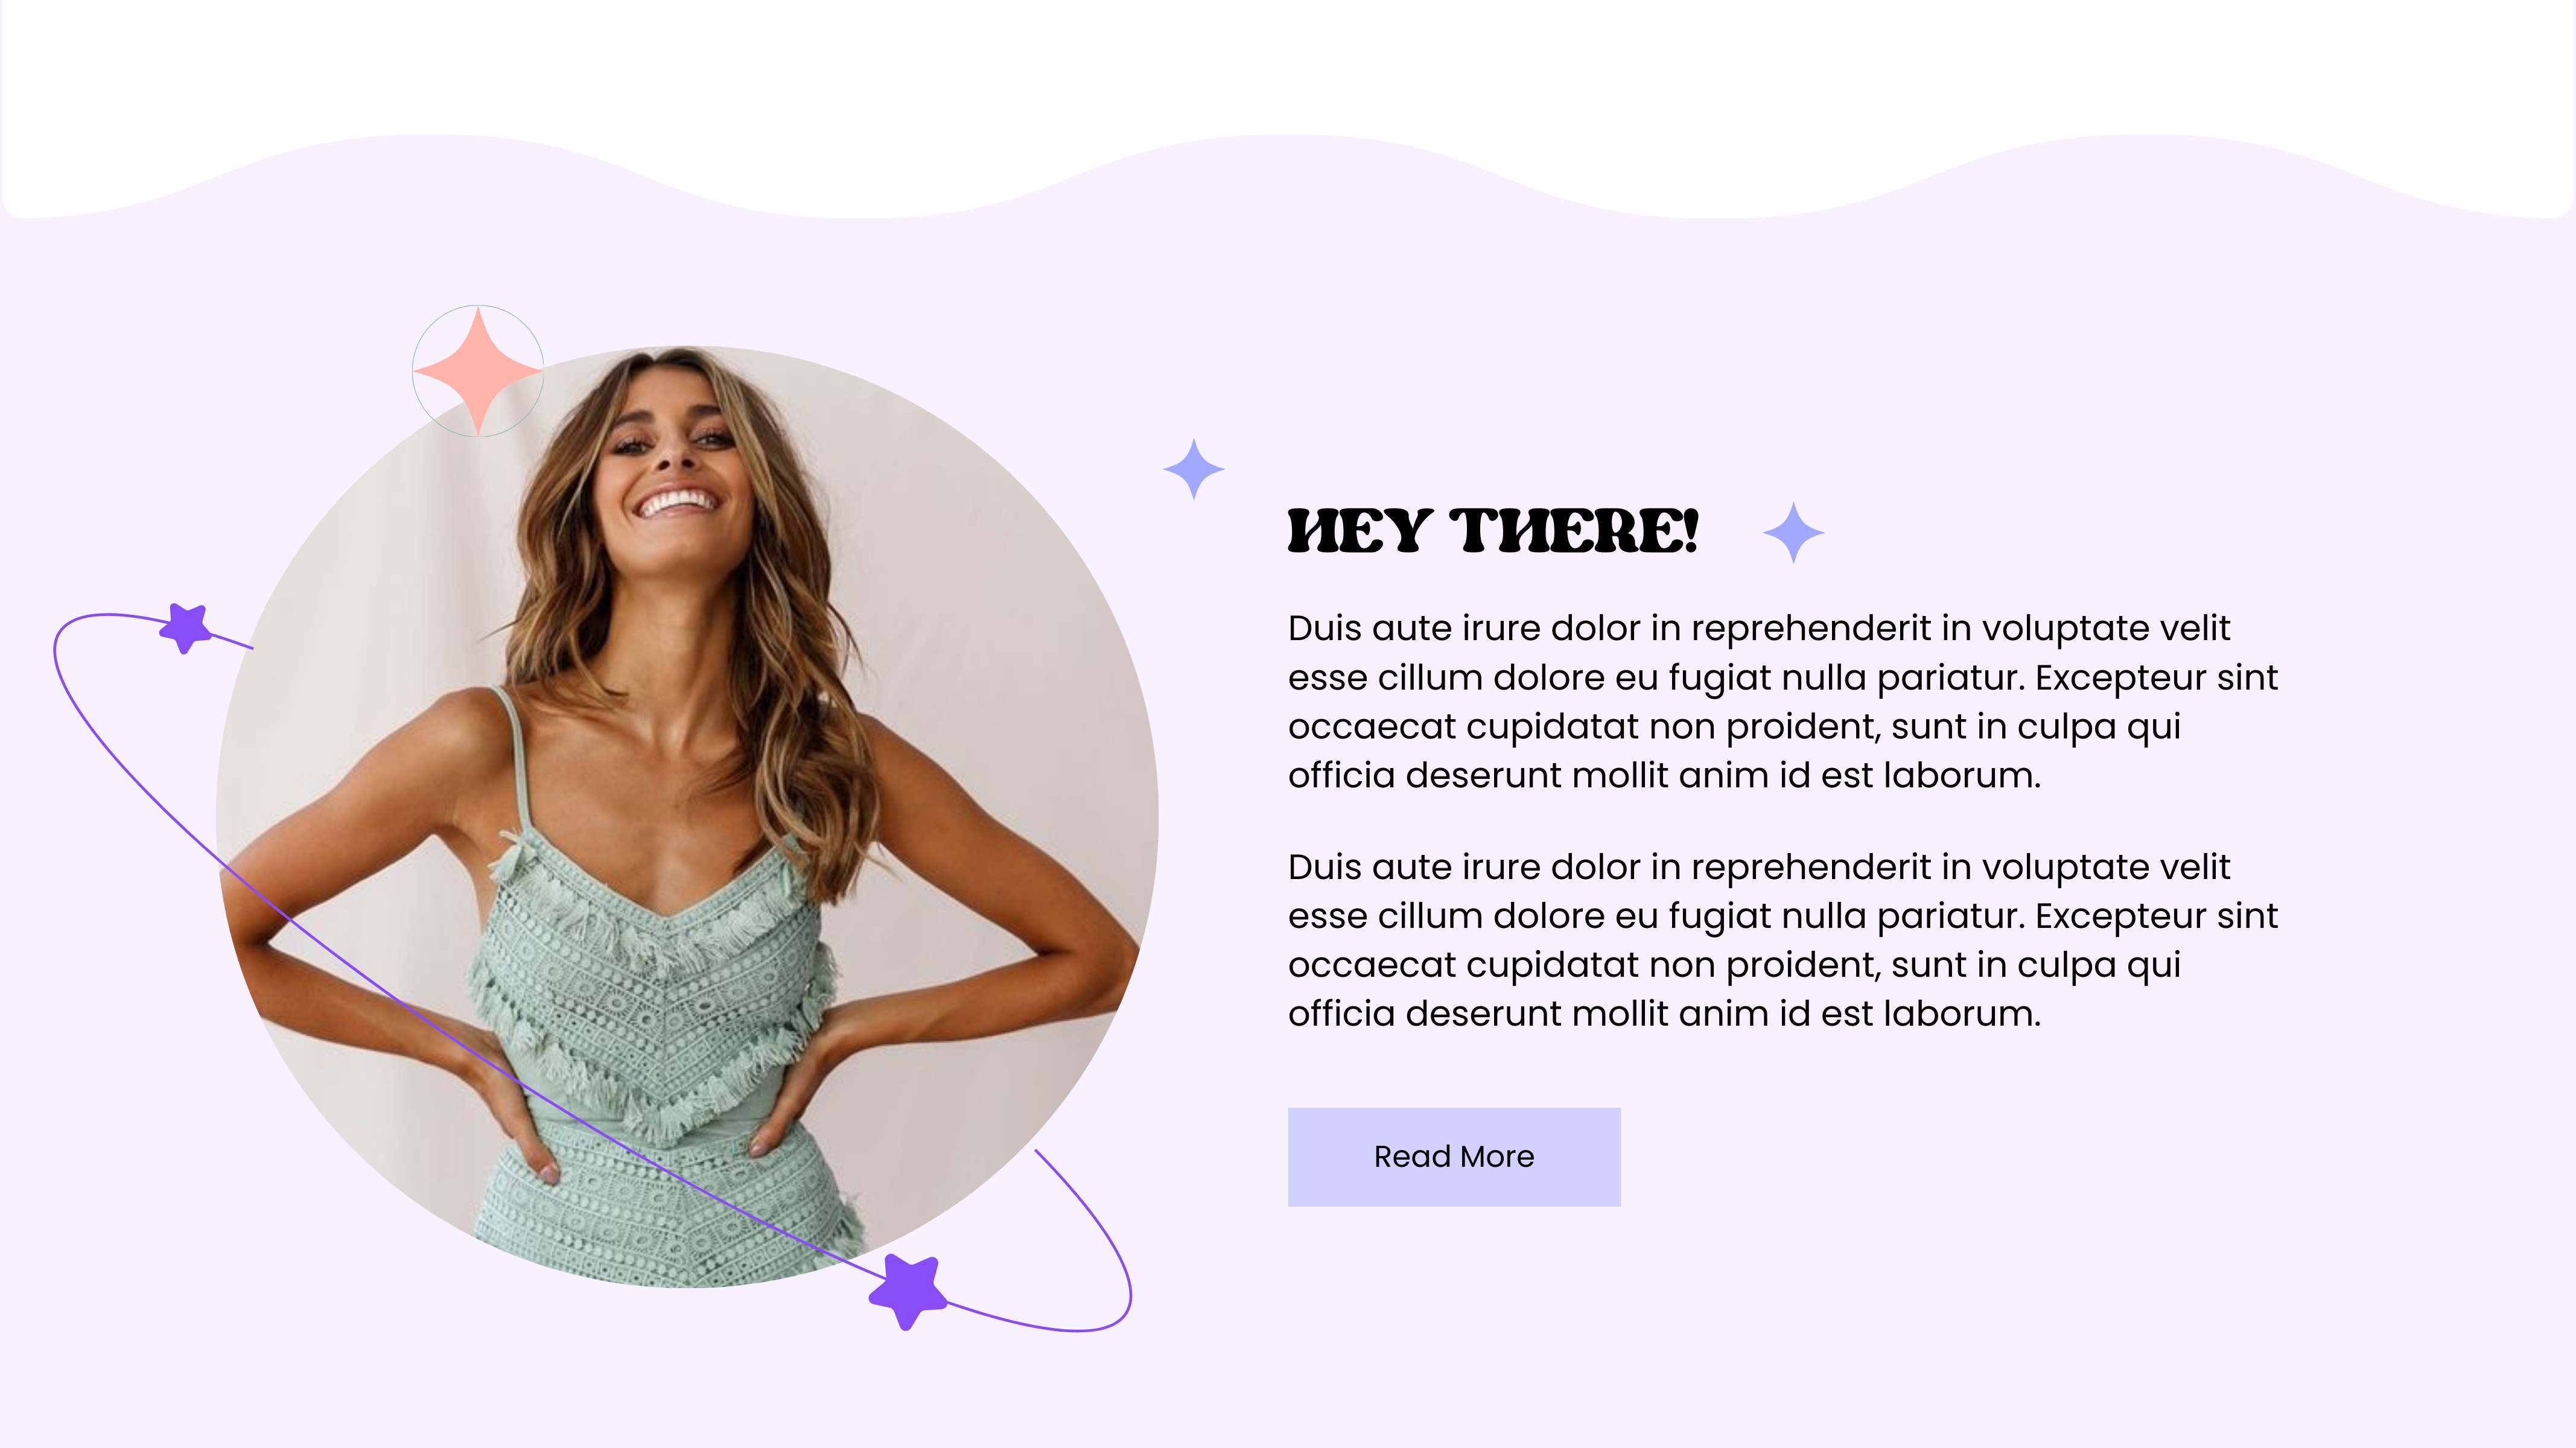 HEY THERE!
Duis aute irure dolor in reprehenderit in voluptate velit
esse cillum dolore eu fugiat nulla pariatur. Excepteur sint
occaecat cupidatat non proident, sunt in culpa qui
officia deserunt mollit anim id est laborum.
Duis aute irure dolor in reprehenderit in voluptate velit
esse cillum dolore eu fugiat nulla pariatur. Excepteur sint
occaecat cupidatat non proident, sunt in culpa qui
officia deserunt mollit anim id est laborum.
Read More